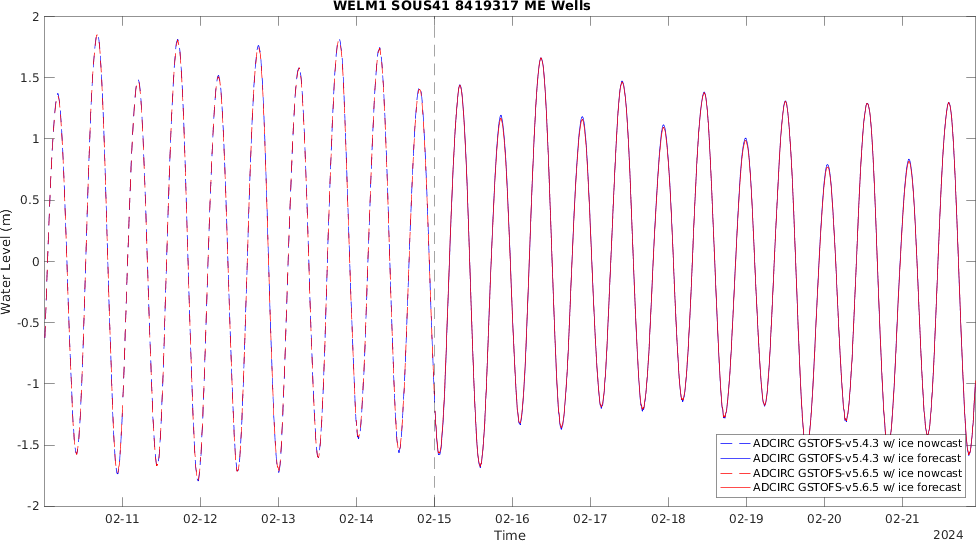 WELM1 SOUS41 8419317 ME Wells
2
1.5
1
0.5
0
-0.5
-1
-1.5
-2
Water Level (m)
ADCIRC GSTOFS-v5.4.3 w/ ice nowcast
ADCIRC GSTOFS-v5.4.3 w/ ice forecast
ADCIRC GSTOFS-v5.6.5 w/ ice nowcast
ADCIRC GSTOFS-v5.6.5 w/ ice forecast
02-11 02-12 02-13 02-14 02-15 02-16 02-17 02-18 02-19 02-20 02-21
Time
2024